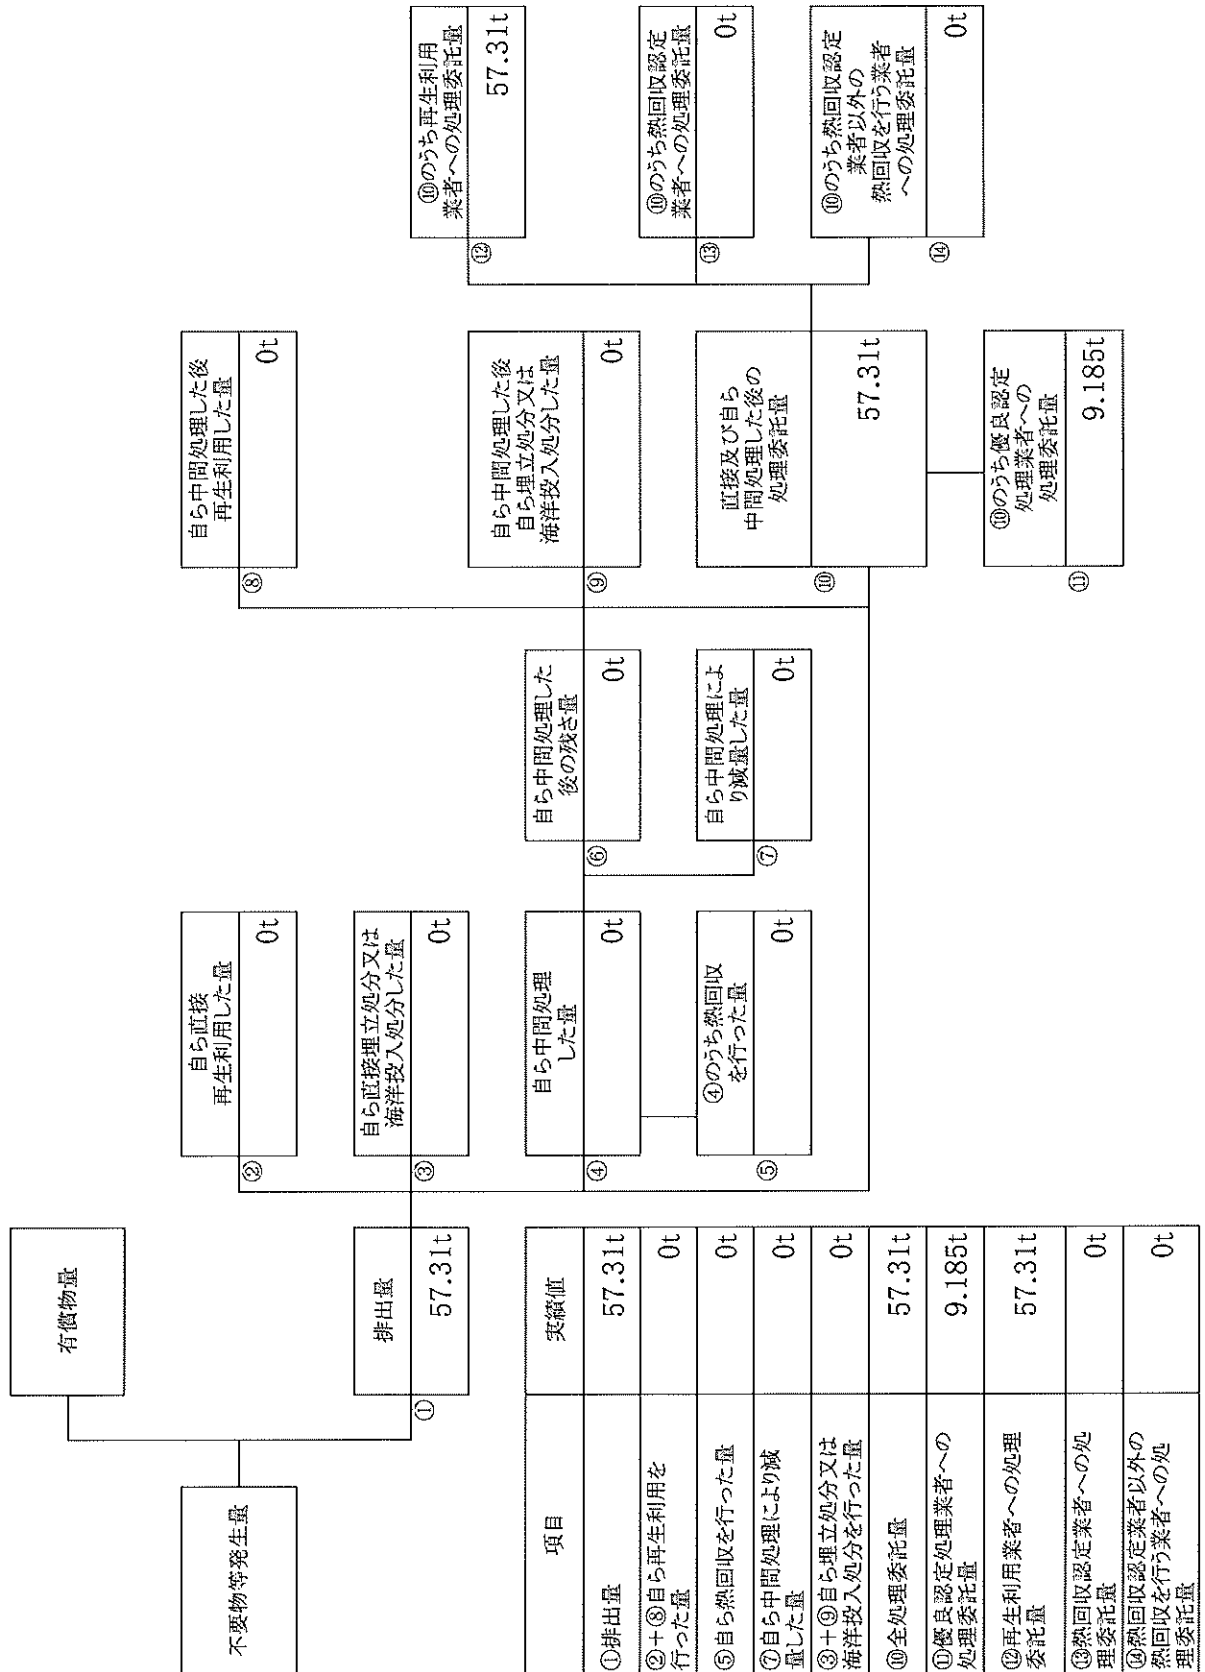 不要物等発生量
有償物量
①
排出量
57.31t
②
自ら直接
再生利用した量
0t
③
自ら直接埋立処分又は
海洋投入処分した量
0t
④
自ら中間処理
した量
0t
⑤
④のうち熱回収
を行った量
0t
⑥
自ら中間処理した
後の残さ量
0t
⑦
自ら中間処理によ
り減量した量
0t
⑧
自ら中間処理した後
再生利用した量
0t
⑨
自ら中間処理した後
自ら埋立処分又は
海洋投入処分した量
0t
⑩
直接及び自ら
中間処理した後の
処理委託量
57.31t
⑪
⑩のうち優良認定
処理業者への
処理委託量
9.185t
⑫
⑩のうち再生利用
業者への処理委託量
57.31t
⑬
⑩のうち熱回収認定
業者への処理委託量
0t
⑭
⑩のうち熱回収認定
業者以外の
熱回収を行う業者
への処理委託量
0t
項目
実績値
①排出量
57.31t
②+⑧自ら再生利用を
行った量
0t
⑤自ら熱回収を行った量
0t
⑦自ら中間処理により減
量した量
0t
③+⑨自ら埋立処分又は
海洋投入処分を行った量
0t
⑩全処理委託量
57.31t
⑪優良認定処理業者への
処理委託量
9.185t
⑫再生利用業者への処理
委託量
57.31t
⑬熱回収認定業者への処
理委託量
0t
⑭熱回収認定業者以外の
熱回収を行う業者への処
理委託量
0t